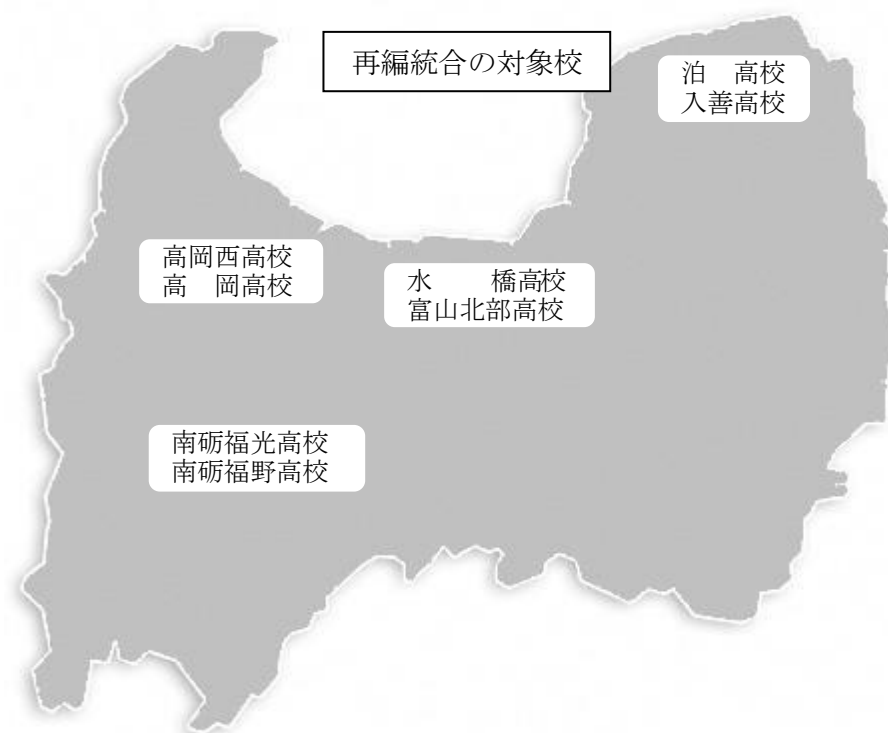 再編統合の対象校
泊　高校
入善高校
高岡西高校
高　岡高校
水　　橋高校
富山北部高校
南砺福光高校
南砺福野高校